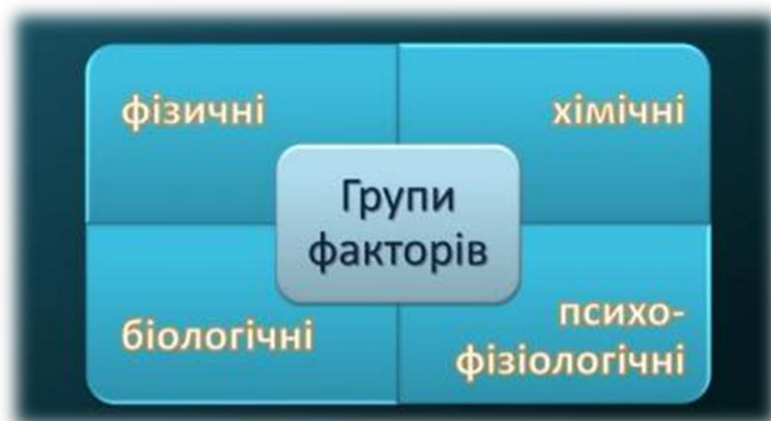 фізичні
хімічні
Групи
факторів
біологічні
психо-
фізіологічні